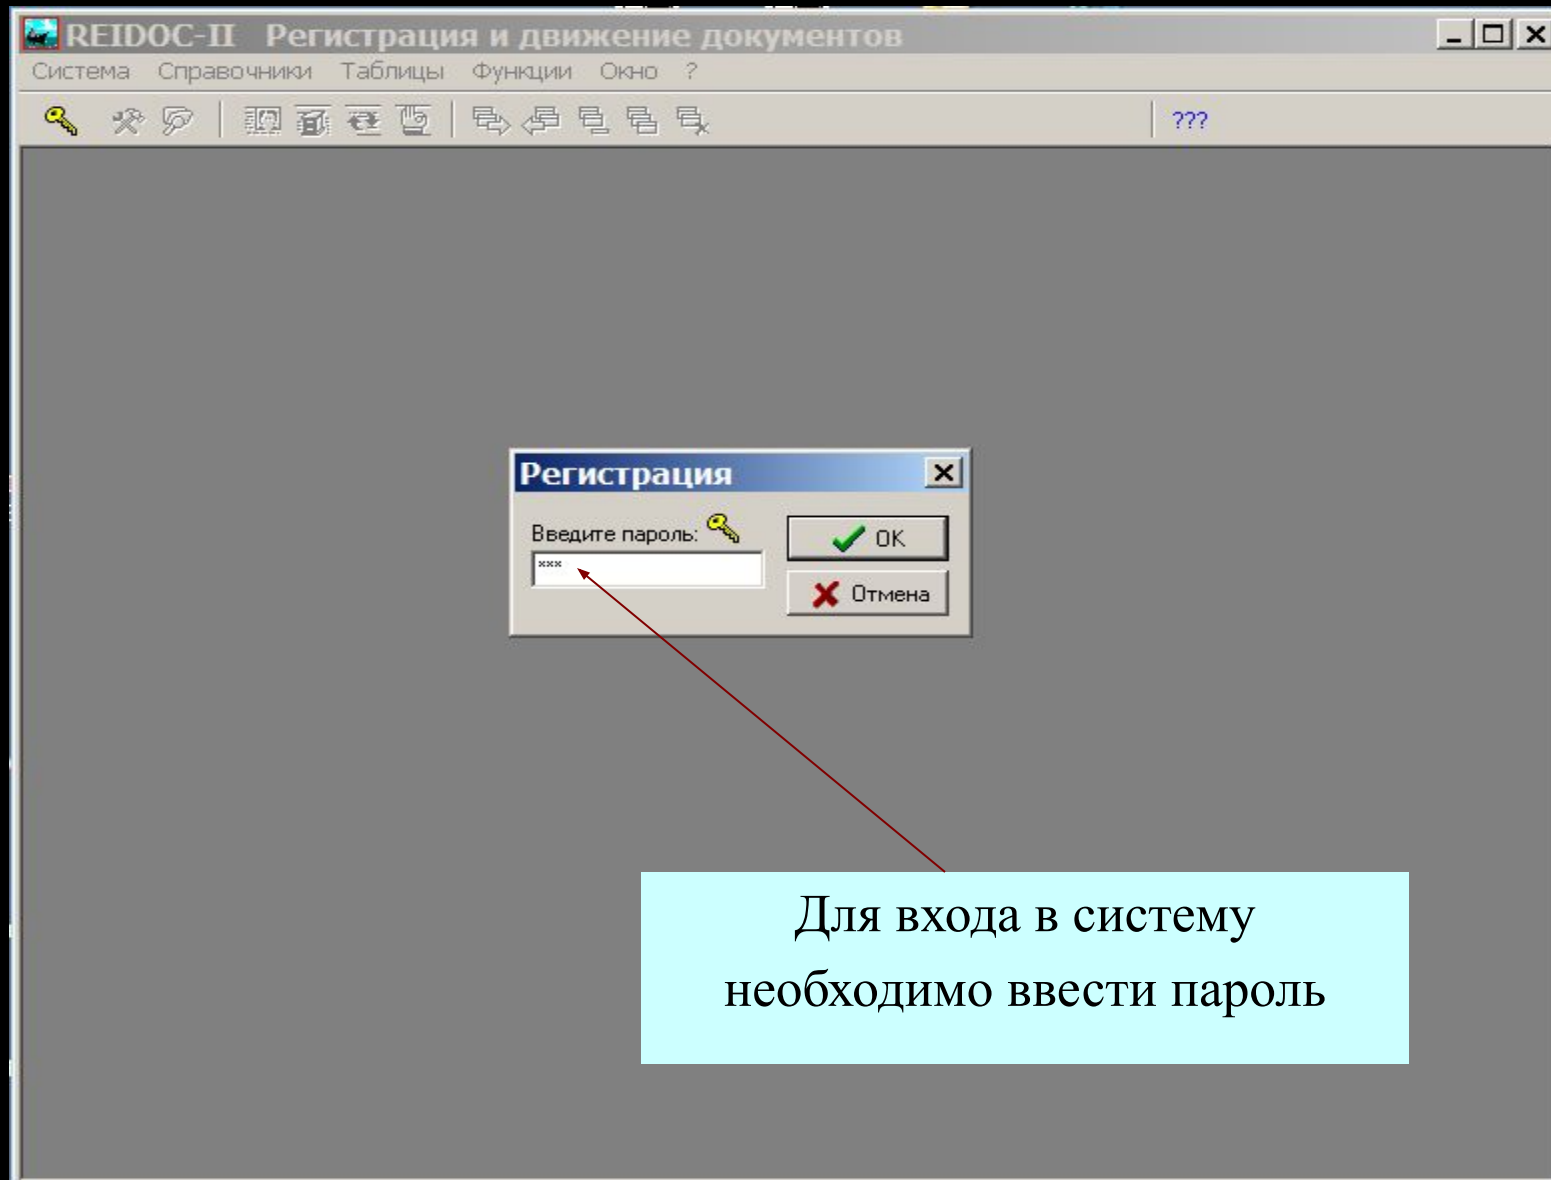 REIDOC-II Регистрация и движение документов
Система Справочники Таблицы Функции Окно ?
???
Регистрация
Введите пароль:
OK
***
Отмена
Для входа в систему
необходимо ввести пароль